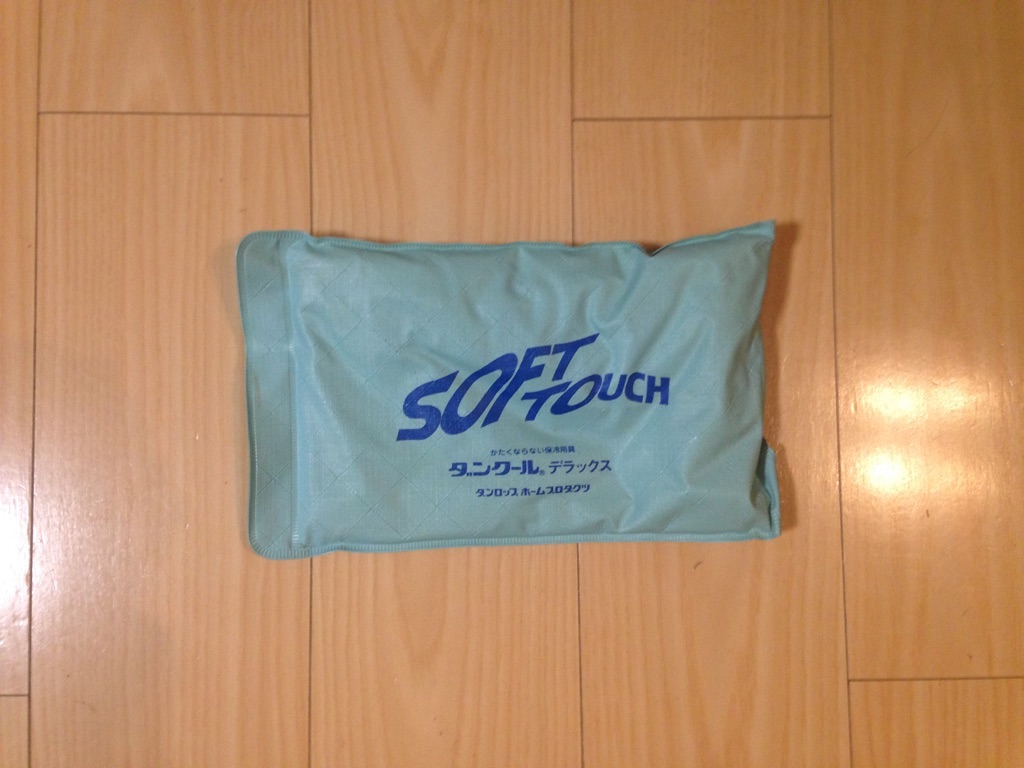 SOFT
TOUCH
かたくならない保冷用具
ダンクール® デラックス
ダンロップ ホームプロダクツ